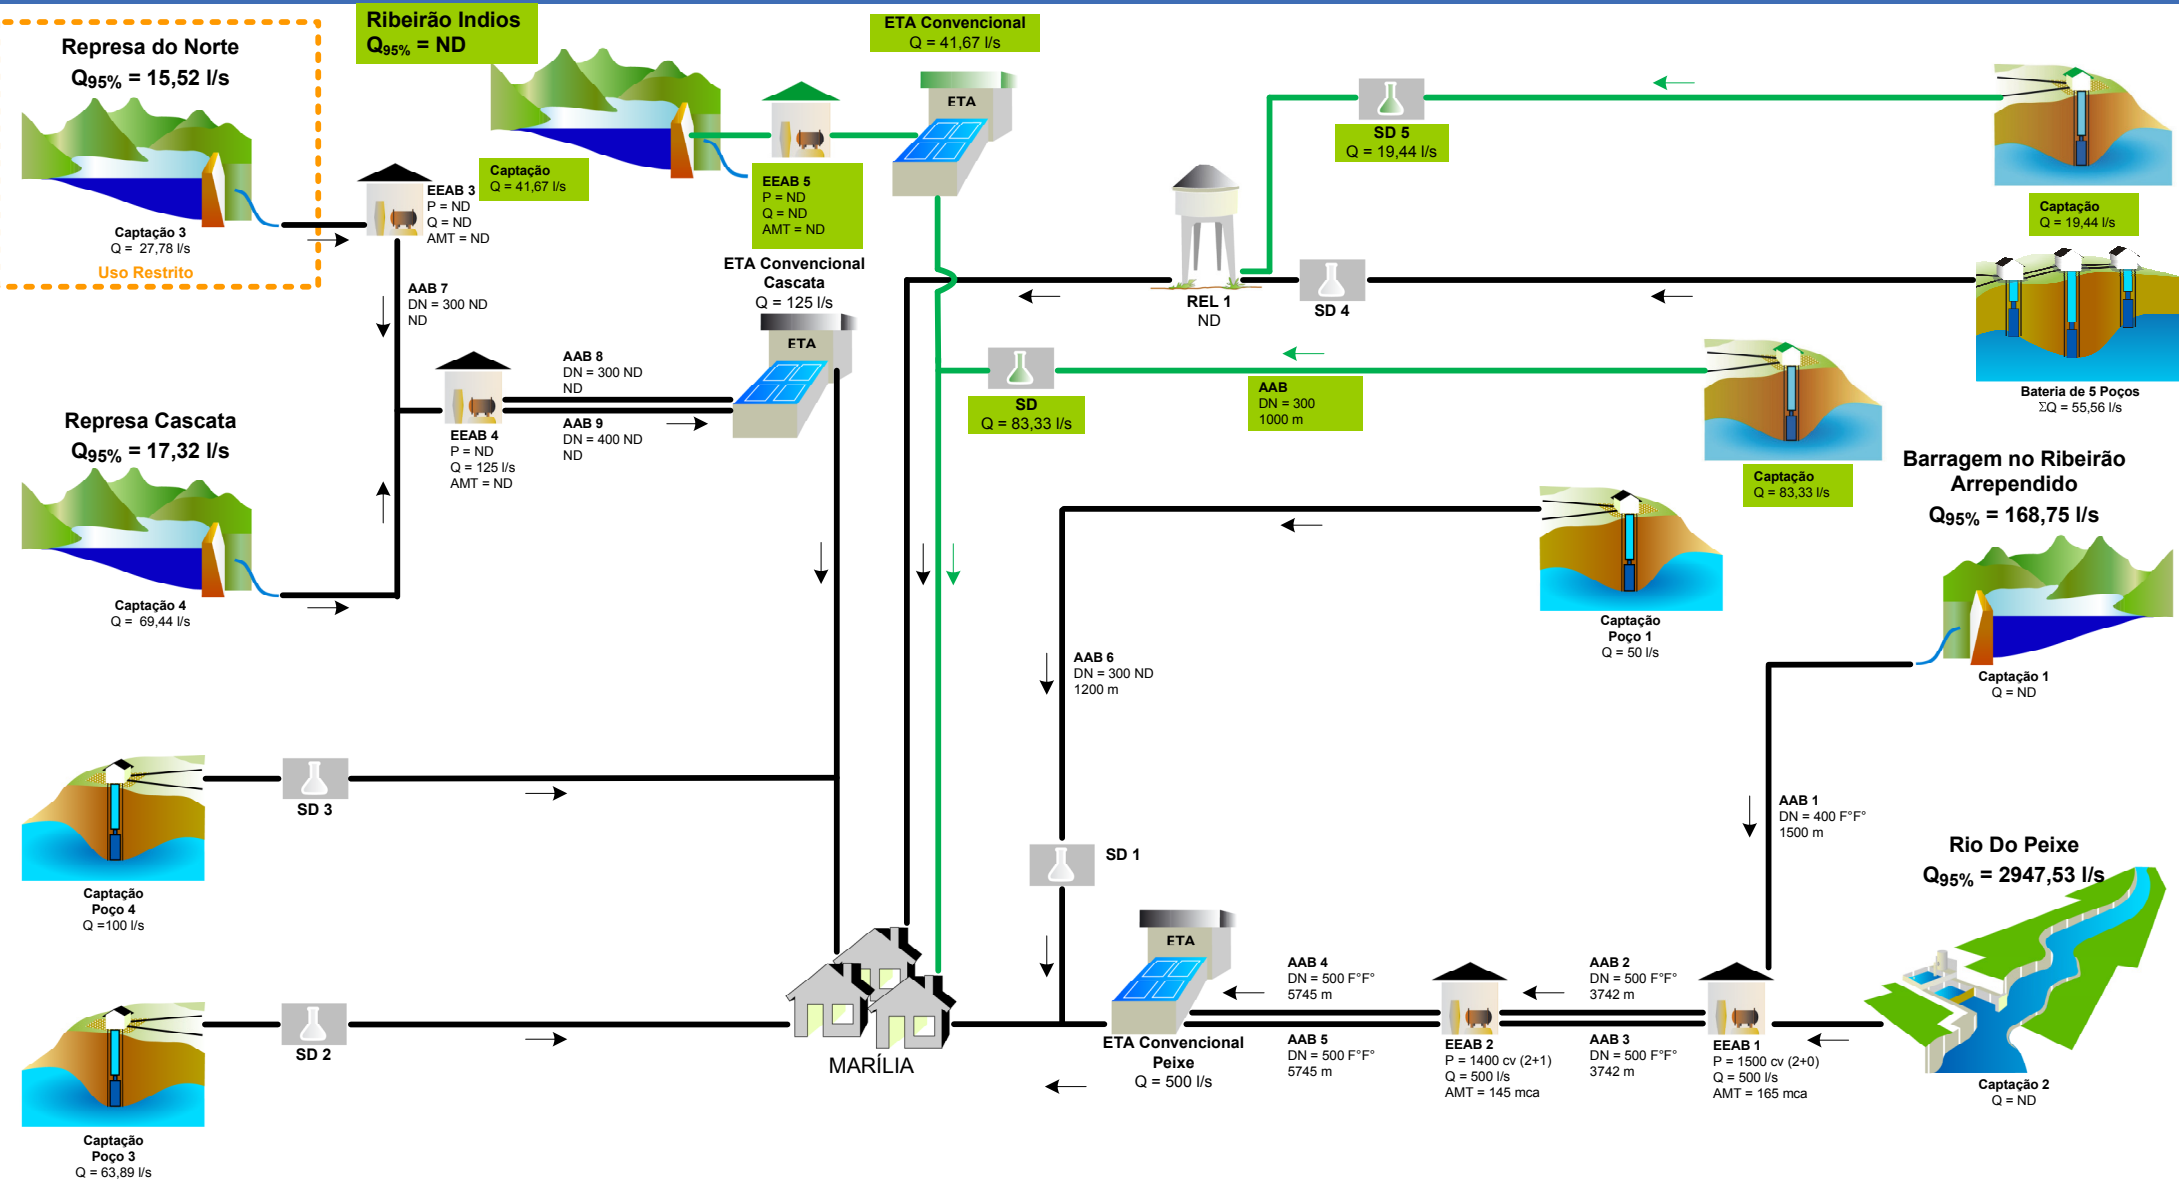 Represa do Norte
Q95% = 15,52 l/s
Captação 3
Q = 27,78 l/s
Uso Restrito
Ribeirão Indios
Q95% = ND
Captação
Q = 41,67 l/s
EEAB 5
P = ND
Q = ND
AMT = ND
ETA Convencional
Q = 41,67 l/s
ETA
EEAB 3
P = ND
Q = ND
AMT = ND
AAB 7
DN = 300 ND
ND
ETA Convencional
Cascata
Q = 125 l/s
ETA
AAB 8
DN = 300 ND
ND
AAB 9
DN = 400 ND
ND
EEAB 4
P = ND
Q = 125 l/s
AMT = ND
Represa Cascata
Q95% = 17,32 l/s
Captação 4
Q = 69,44 l/s
SD 5
Q = 19,44 l/s
Captação
Q = 19,44 l/s
REL 1
ND
SD 4
Bateria de 5 Poços
ΣQ = 55,56 l/s
SD
Q = 83,33 l/s
AAB
DN = 300
1000 m
Captação
Q = 83,33 l/s
Barragem no Ribeirão
Arrependido
Q95% = 168,75 l/s
Captação 1
Q = ND
Captação
Poço 1
Q = 50 l/s
AAB 6
DN = 300 ND
1200 m
SD 1
AAB 1
DN = 400 F°F°
1500 m
Rio Do Peixe
Q95% = 2947,53 l/s
Captação 2
Q = ND
SD 3
Captação
Poço 4
Q =100 l/s
SD 2
Captação
Poço 3
Q = 63,89 l/s
MARÍLIA
ETA
ETA Convencional
Peixe
Q = 500 l/s
AAB 4
DN = 500 F°F°
5745 m
AAB 5
DN = 500 F°F°
5745 m
EEAB 2
P = 1400 cv (2+1)
Q = 500 l/s
AMT = 145 mca
AAB 2
DN = 500 F°F°
3742 m
AAB 3
DN = 500 F°F°
3742 m
EEAB 1
P = 1500 cv (2+0)
Q = 500 l/s
AMT = 165 mca